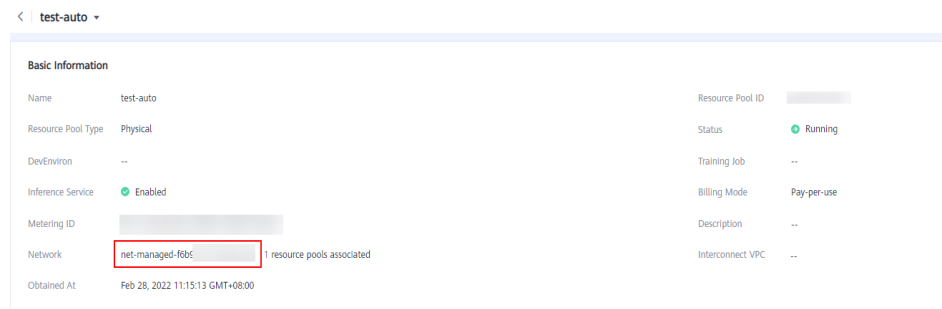 test-auto
Basic Information
Name test-auto Resource Pool ID
Resource Pool Type Physical Status Running
DevEnviron -- Training Job --
Inference Service Enabled Billing Mode Pay-per-use
Metering ID Description --
Network net-managed-f6b9 1 resource pools associated Interconnect VPC --
Obtained At Feb 28, 2022 11:15:13 GMT+08:00